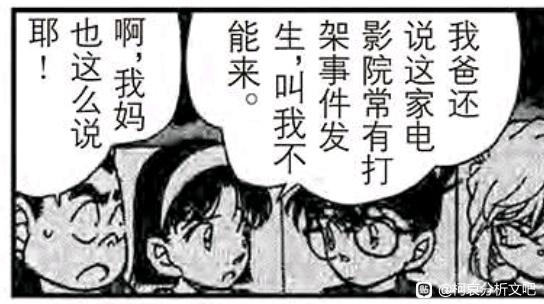 我爸还
说这家电
影院常有打
架事件发
生，叫我不
能来。
啊，我妈
也这么说
耶！
@柯哀分析文吧